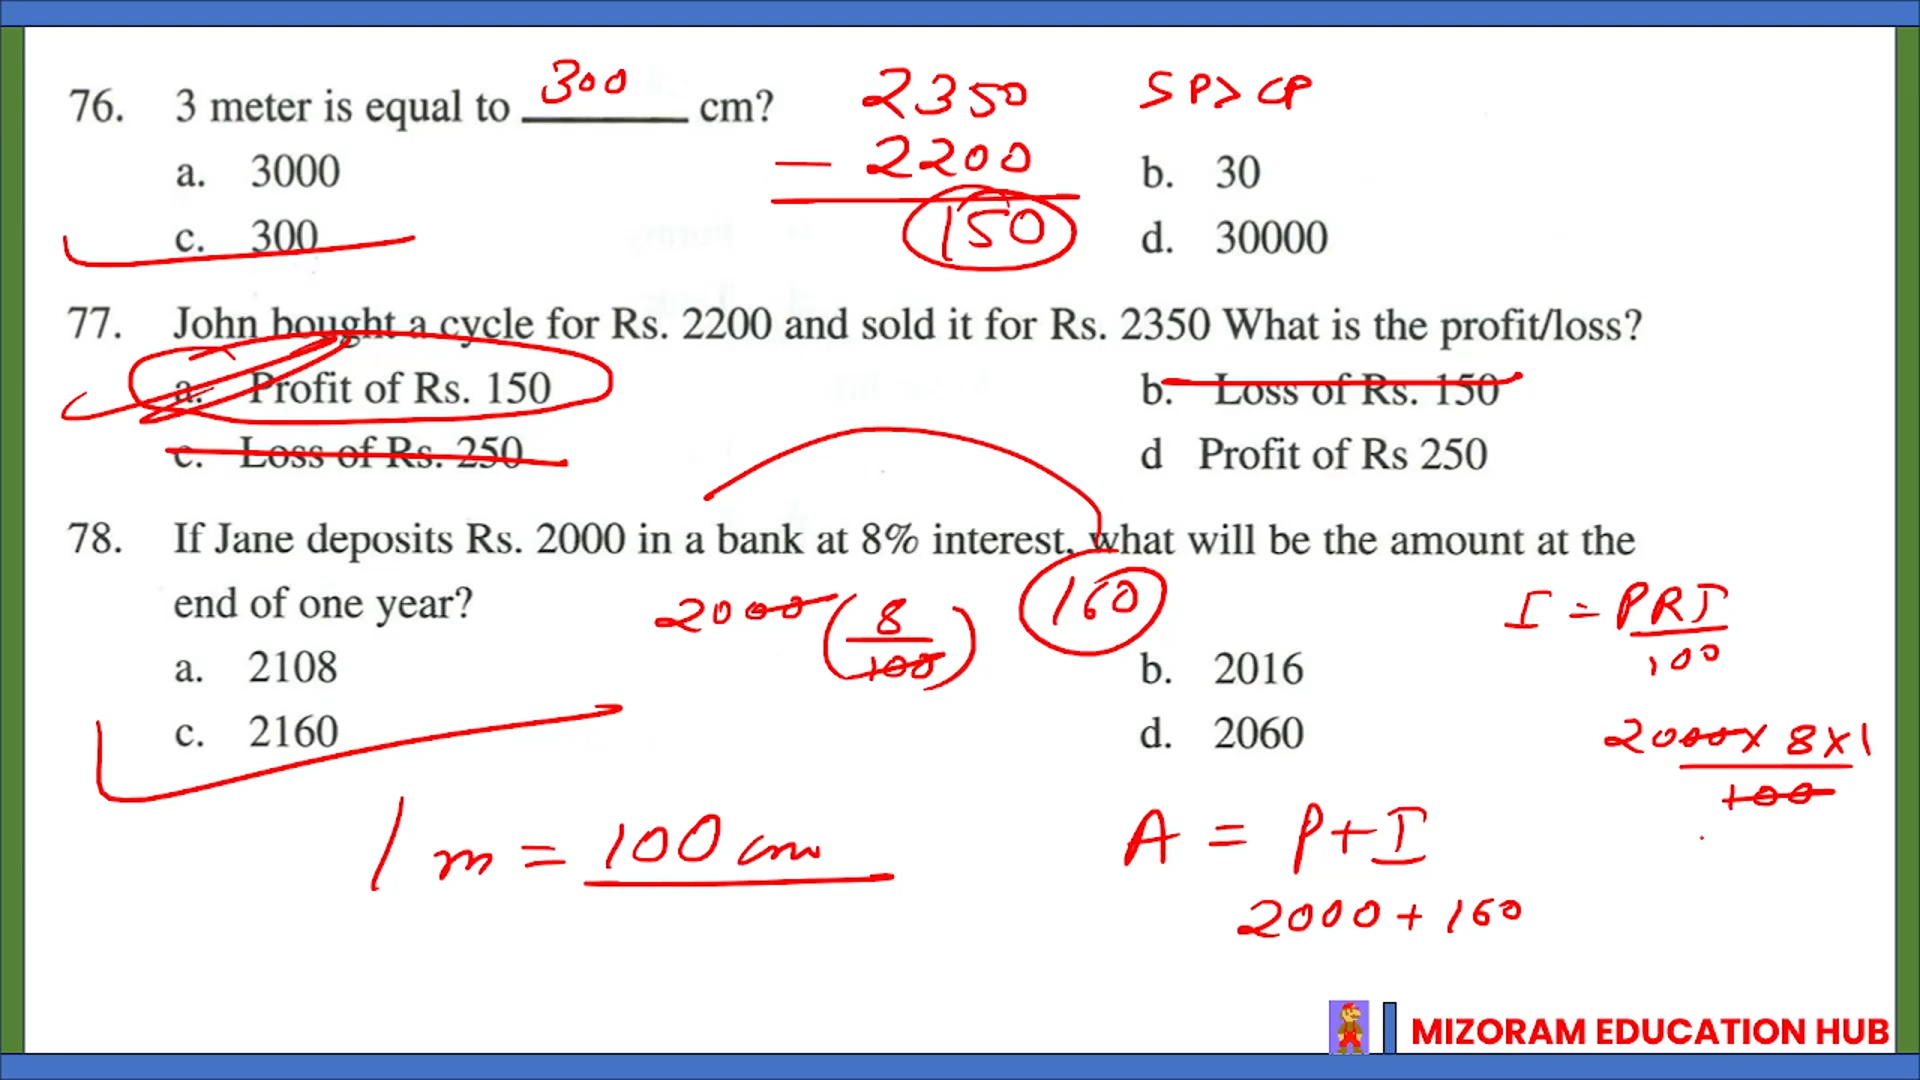 76. 3 meter is equal to 300 cm?
a. 3000
b. 30
c. 300
d. 30000
2350
SP > CP
- 2200
150
77. John bought a cycle for Rs. 2200 and sold it for Rs. 2350 What is the profit/loss?
a. Profit of Rs. 150
b. Loss of Rs. 150
c. Loss of Rs. 250
d Profit of Rs 250
78. If Jane deposits Rs. 2000 in a bank at 8% interest, what will be the amount at the
end of one year?
2000 (8/100)
160
I = PRT/100
a. 2108
b. 2016
c. 2160
d. 2060
2000 x 8 x 1
100
1 m = 100 cm
A = P + I
2000 + 160
MIZORAM EDUCATION HUB